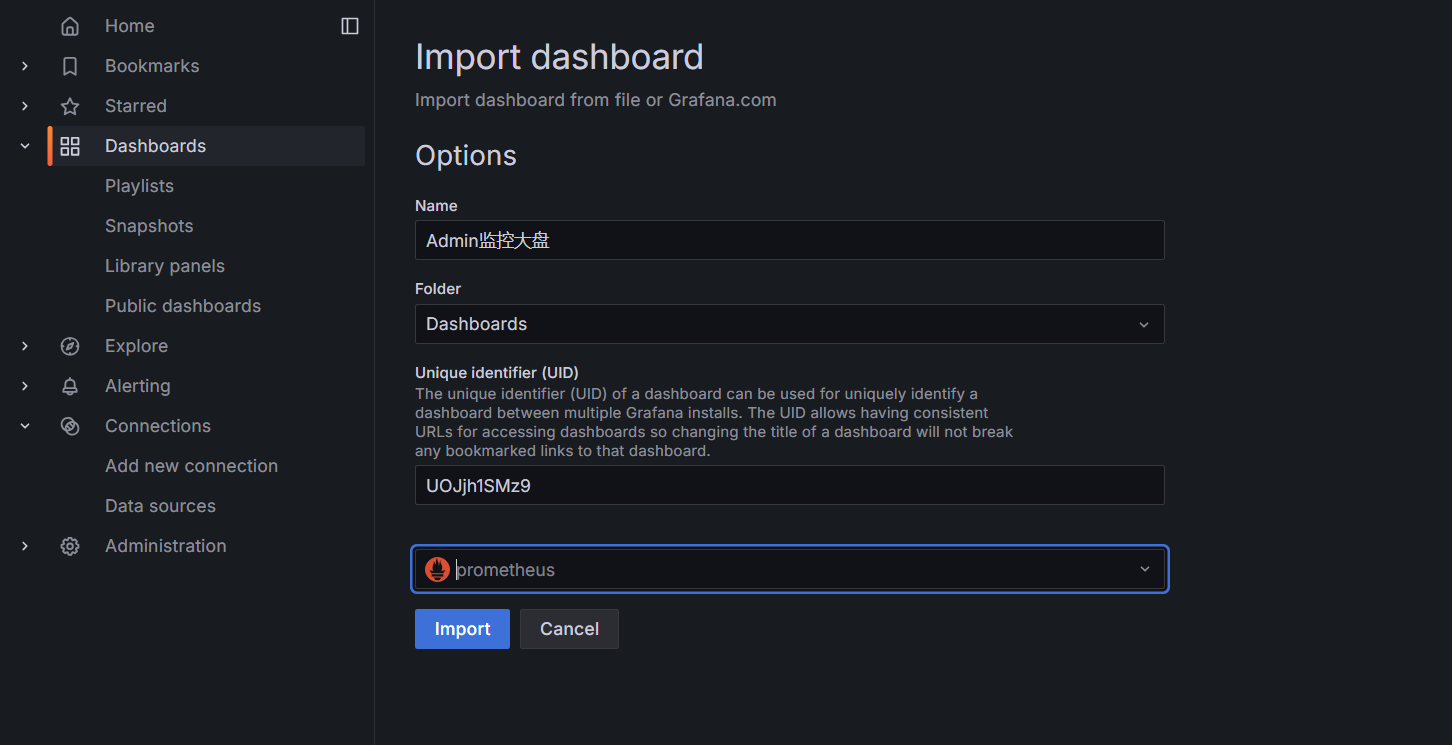 Home
Bookmarks
Starred
Dashboards
Playlists
Snapshots
Library panels
Public dashboards
Explore
Alerting
Connections
Add new connection
Data sources
Administration
Import dashboard
Import dashboard from file or Grafana.com
Options
Name
Admin监控大盘
Folder
Dashboards
Unique identifier (UID)
The unique identifier (UID) of a dashboard can be used for uniquely identify a
dashboard between multiple Grafana installs. The UID allows having consistent
URLs for accessing dashboards so changing the title of a dashboard will not break
any bookmarked links to that dashboard.
UOJjh1SMz9
prometheus
Import
Cancel